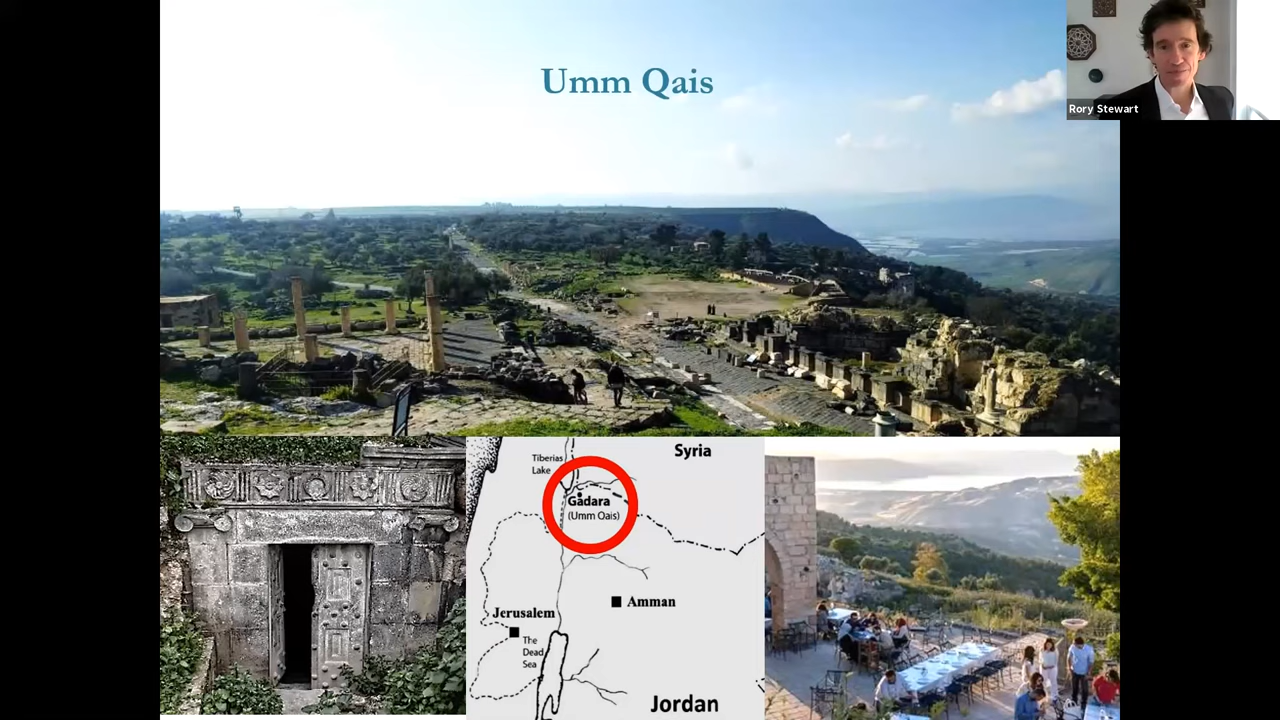 Umm Qais
Rory Stewart
Syria
Tiberias
Lake
Gadara
(Umm Qais)
Amman
Jerusalem
The
Dead
Sea
Jordan